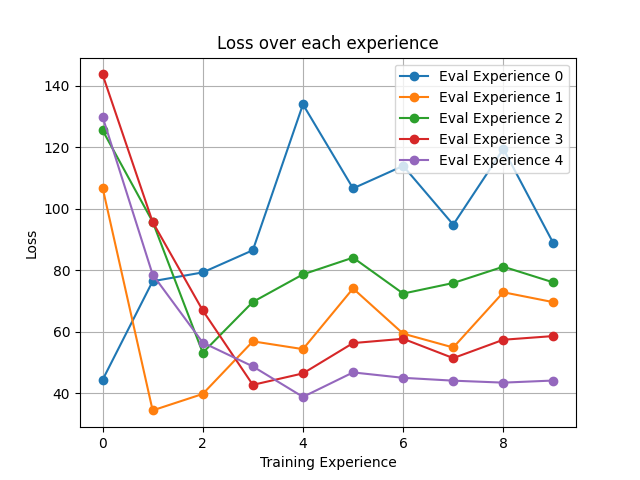 Loss over each experience
Eval Experience 0
Eval Experience 1
Eval Experience 2
Eval Experience 3
Eval Experience 4
140
120
100
80
60
40
Loss
0 2 4 6 8
Training Experience